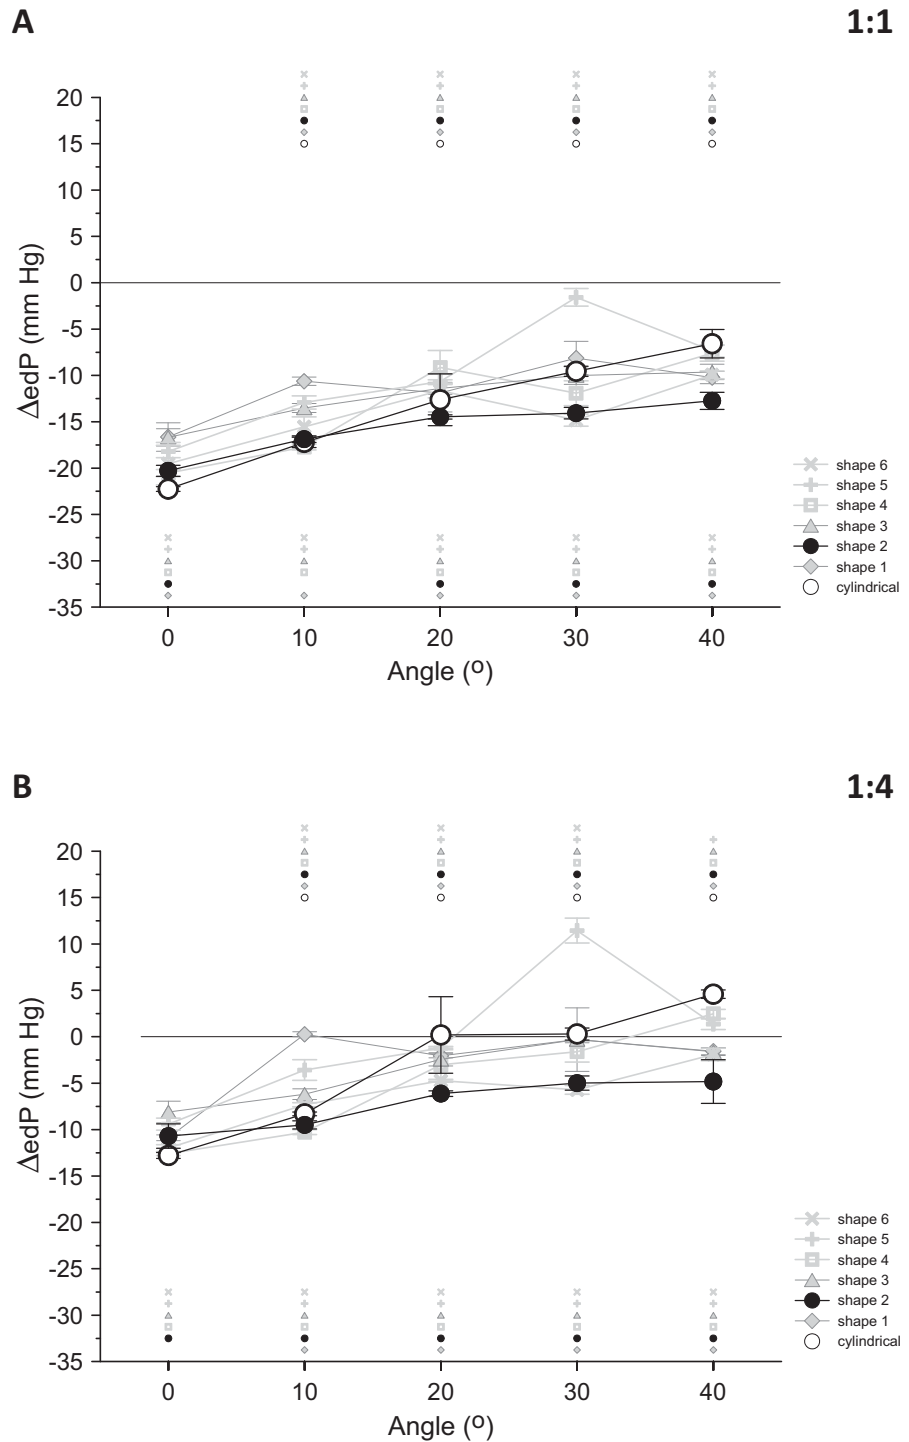 A 1:1
20
15
10
5
0
-5
-10
-15
-20
-25
-30
-35
ΔedP (mm Hg)
0 10 20 30 40
Angle (º)
shape 6
shape 5
shape 4
shape 3
shape 2
shape 1
cylindrical
B 1:4
20
15
10
5
0
-5
-10
-15
-20
-25
-30
-35
ΔedP (mm Hg)
0 10 20 30 40
Angle (º)
shape 6
shape 5
shape 4
shape 3
shape 2
shape 1
cylindrical